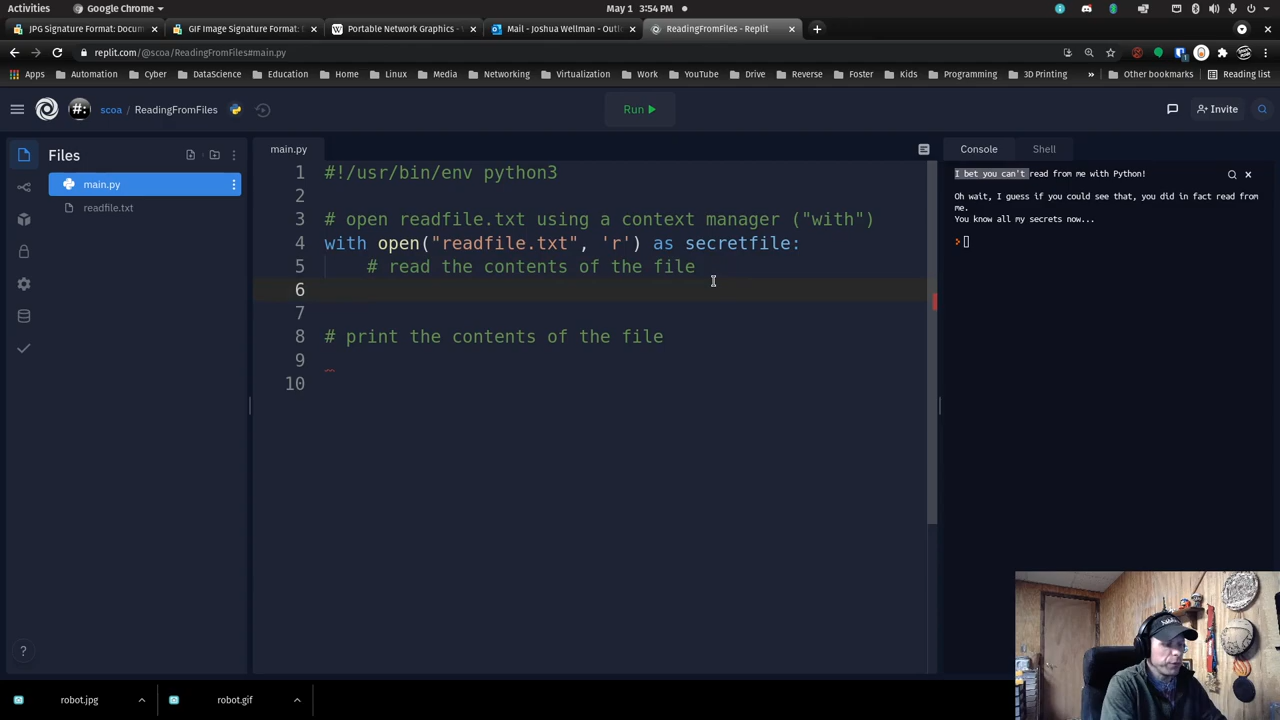 Activities
Google Chrome
May 1 3:54 PM
JPG Signature Format: Docum
GIF Image Signature Format:
Portable Network Graphics -
Mail - Joshua Wellman - Outlo
ReadingFromFiles - Replit
replit.com/@scoa/ReadingFromFiles#main.py
Apps
Automation
Cyber
DataScience
Education
Home
Linux
Media
Networking
Virtualization
Work
YouTube
Drive
Reverse
Foster
Kids
Programming
3D Printing
»
Other bookmarks
Reading list
#:
scoa / ReadingFromFiles
Run
Invite
Files
main.py
readfile.txt
main.py
1 #!/usr/bin/env python3
2
3 # open readfile.txt using a context manager ("with")
4 with open("readfile.txt", 'r') as secretfile:
5 # read the contents of the file
6
7
8 # print the contents of the file
9
10
Console
Shell
I bet you can't read from me with Python!
Oh wait, I guess if you could see that, you did in fact read from
me.
You know all my secrets now...
>
?
robot.jpg
robot.gif